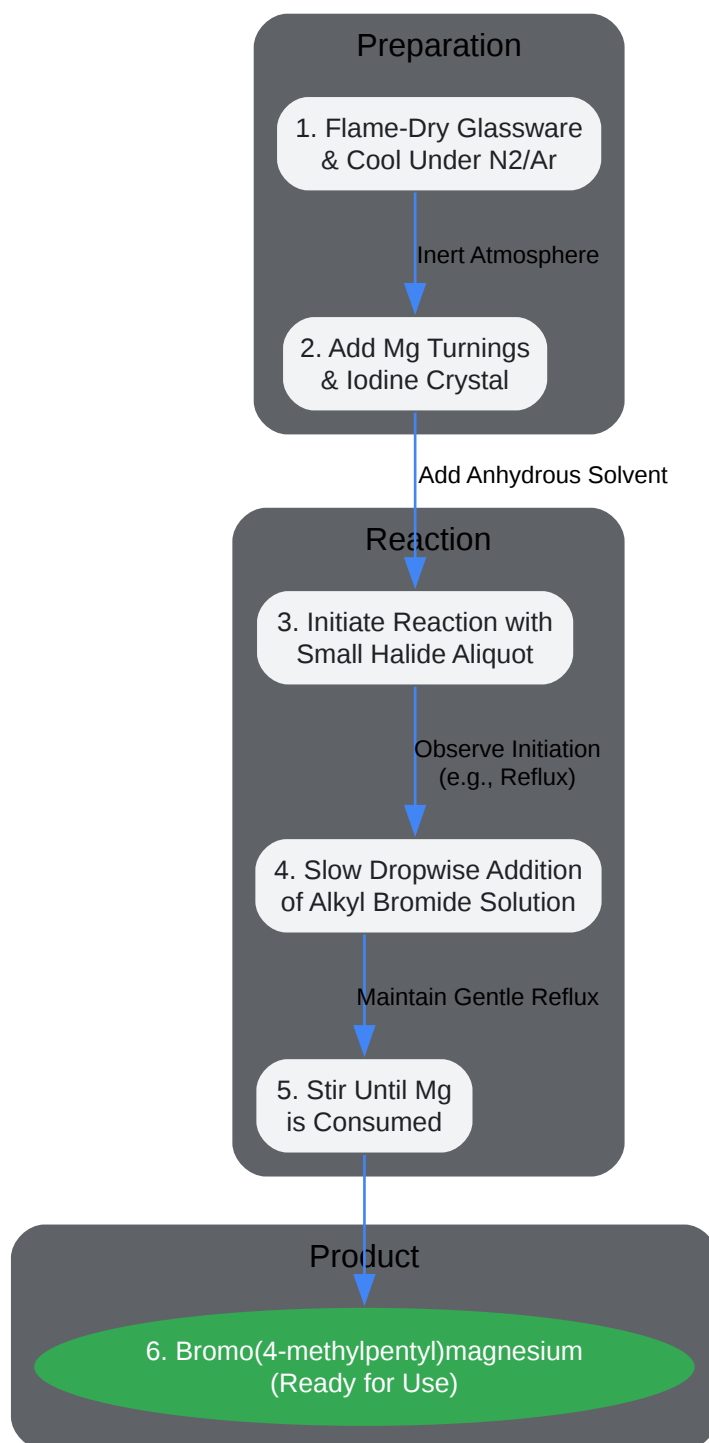 Preparation
1. Flame-Dry Glassware
& Cool Under N2/Ar
Inert Atmosphere
2. Add Mg Turnings
& Iodine Crystal
Add Anhydrous Solvent
Reaction
3. Initiate Reaction with
Small Halide Aliquot
Observe Initiation
(e.g., Reflux)
4. Slow Dropwise Addition
of Alkyl Bromide Solution
Maintain Gentle Reflux
5. Stir Until Mg
is Consumed
Product
6. Bromo(4-methylpentyl)magnesium
(Ready for Use)